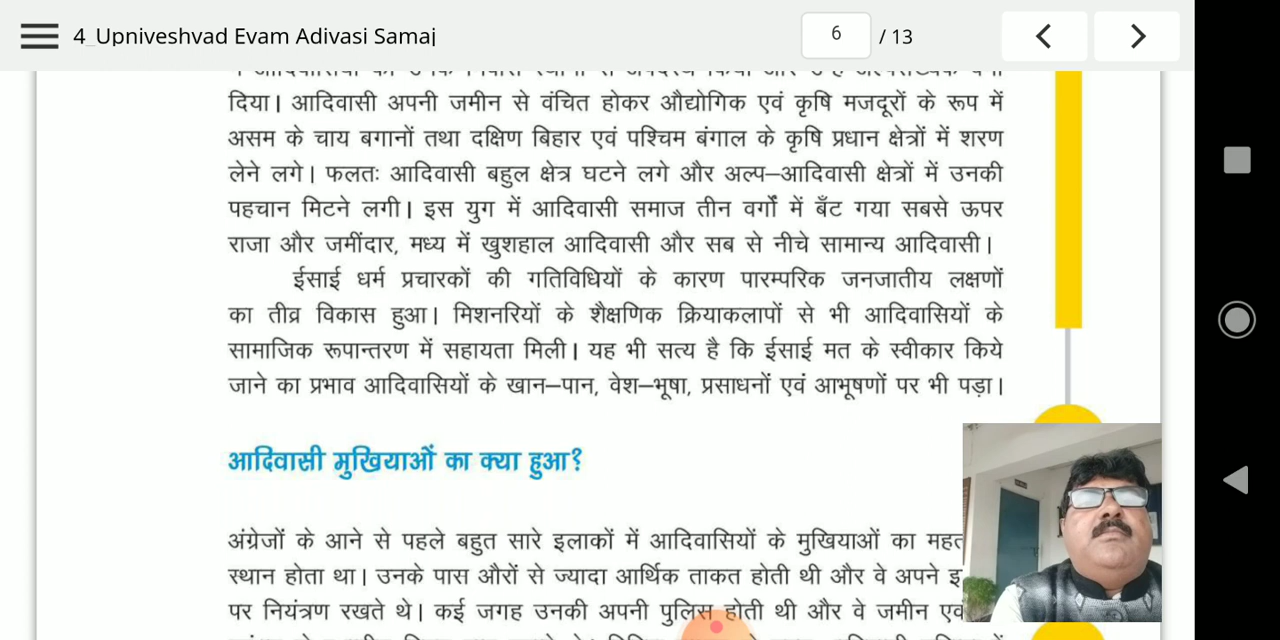 4_Upniveshvad Evam Adivasi Samaj
6 / 13
दिया। आदिवासी अपनी जमीन से वंचित होकर औद्योगिक एवं कृषि मजदूरों के रूप में
असम के चाय बगानों तथा दक्षिण बिहार एवं पश्चिम बंगाल के कृषि प्रधान क्षेत्रों में शरण
लेने लगे। फलतः आदिवासी बहुल क्षेत्र घटने लगे और अल्प–आदिवासी क्षेत्रों में उनकी
पहचान मिटने लगी। इस युग में आदिवासी समाज तीन वर्गों में बँट गया सबसे ऊपर
राजा और जमींदार, मध्य में खुशहाल आदिवासी और सब से नीचे सामान्य आदिवासी।
ईसाई धर्म प्रचारकों की गतिविधियों के कारण पारम्परिक जनजातीय लक्षणों
का तीव्र विकास हुआ। मिशनरियों के शैक्षणिक क्रियाकलापों से भी आदिवासियों के
सामाजिक रूपान्तरण में सहायता मिली। यह भी सत्य है कि ईसाई मत के स्वीकार किये
जाने का प्रभाव आदिवासियों के खान–पान, वेश–भूषा, प्रसाधनों एवं आभूषणों पर भी पड़ा।
आदिवासी मुखियाओं का क्या हुआ?
अंग्रेजों के आने से पहले बहुत सारे इलाकों में आदिवासियों के मुखियाओं का
स्थान होता था। उनके पास औरों से ज्यादा आर्थिक ताकत होती थी और वे अपने
पर नियंत्रण रखते थे। कई जगह उनकी अपनी पुलिस होती थी और वे जमीन